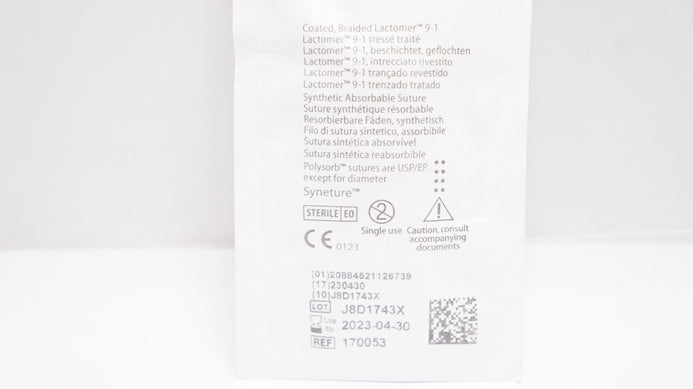 Coated, Braided Lactomer™ 9-1
Lactomer™ 9-1 tressé traité
Lactomer™ 9-1, beschichtet, geflochten
Lactomer™ 9-1, intrecciato rivestito
Lactomer™ 9-1 trançado revestido
Lactomer™ 9-1 trenzado tratado
Synthetic Absorbable Suture
Suture synthétique résorbable
Resorbierbare Fäden, synthetisch
Filo di sutura sintetico, assorbibile
Sutura sintética absorvível
Sutura sintética reabsorbible
Polysorb™ sutures are USP/EP
except for diameter
Syneture™
STERILE EO
2
Single use
Caution, consult
accompanying
documents
CE 0123
(01)20884521126739
(17)230430
(10)J8D1743X
LOT J8D1743X
Use by 2023-04-30
REF 170053